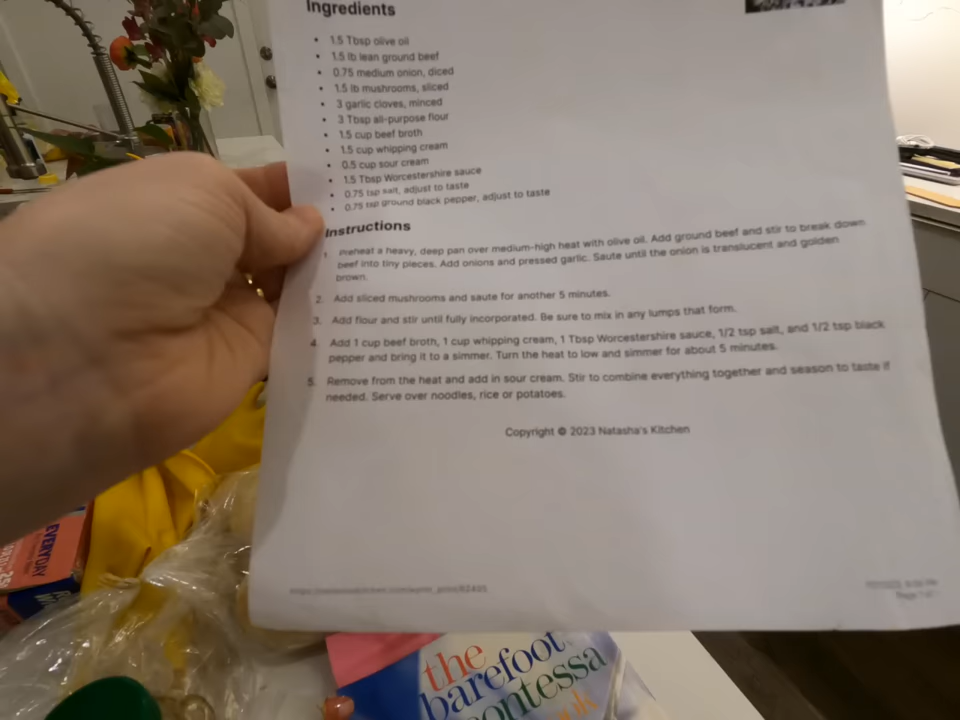 Ingredients
• 1.5 Tbsp olive oil
• 1.5 lb lean ground beef
• 0.75 medium onion, diced
• 1.5 lb mushrooms, sliced
• 3 garlic cloves, minced
• 3 Tbsp all-purpose flour
• 1.5 cup beef broth
• 1.5 cup whipping cream
• 0.5 cup sour cream
• 1.5 Tbsp Worcestershire sauce
• 0.75 tsp salt, adjust to taste
• 0.75 tsp ground black pepper, adjust to taste
Instructions
1. Preheat a heavy, deep pan over medium-high heat with olive oil. Add ground beef and stir to break down
beef into tiny pieces. Add onions and pressed garlic. Saute until the onion is translucent and golden
brown.
2. Add sliced mushrooms and saute for another 5 minutes.
3. Add flour and stir until fully incorporated. Be sure to mix in any lumps that form.
4. Add 1 cup beef broth, 1 cup whipping cream, 1 Tbsp Worcestershire sauce, 1/2 tsp salt, and 1/2 tsp black
pepper and bring it to a simmer. Turn the heat to low and simmer for about 5 minutes.
5. Remove from the heat and add in sour cream. Stir to combine everything together and season to taste if
needed. Serve over noodles, rice or potatoes.
Copyright © 2023 Natasha's Kitchen
EVERYDAY
the
barefoot
contessa